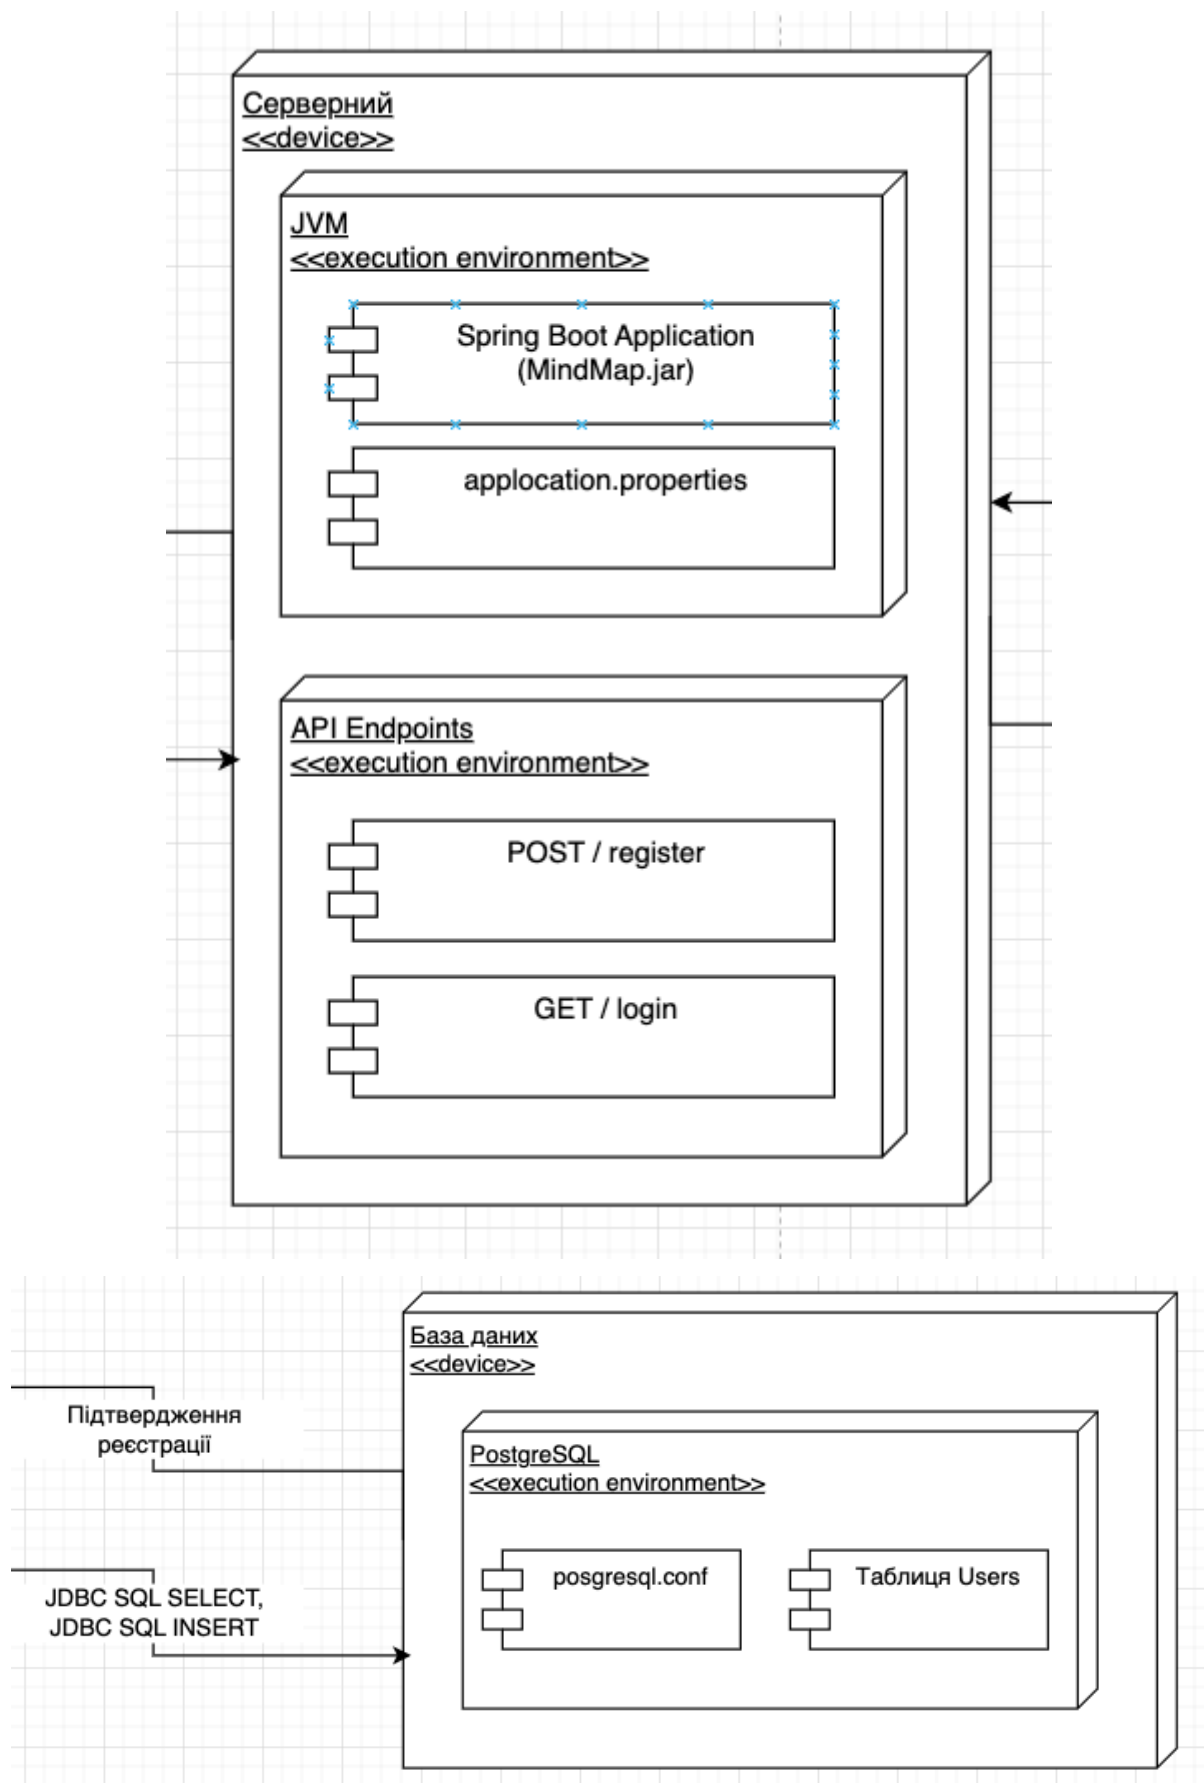 Серверний
<<device>>
JVM
<<execution environment>>
Spring Boot Application
(MindMap.jar)
applocation.properties
API Endpoints
<<execution environment>>
POST / register
GET / login
База даних
<<device>>
Підтвердження
реєстрації
PostgreSQL
<<execution environment>>
posgresql.conf
Таблиця Users
JDBC SQL SELECT,
JDBC SQL INSERT